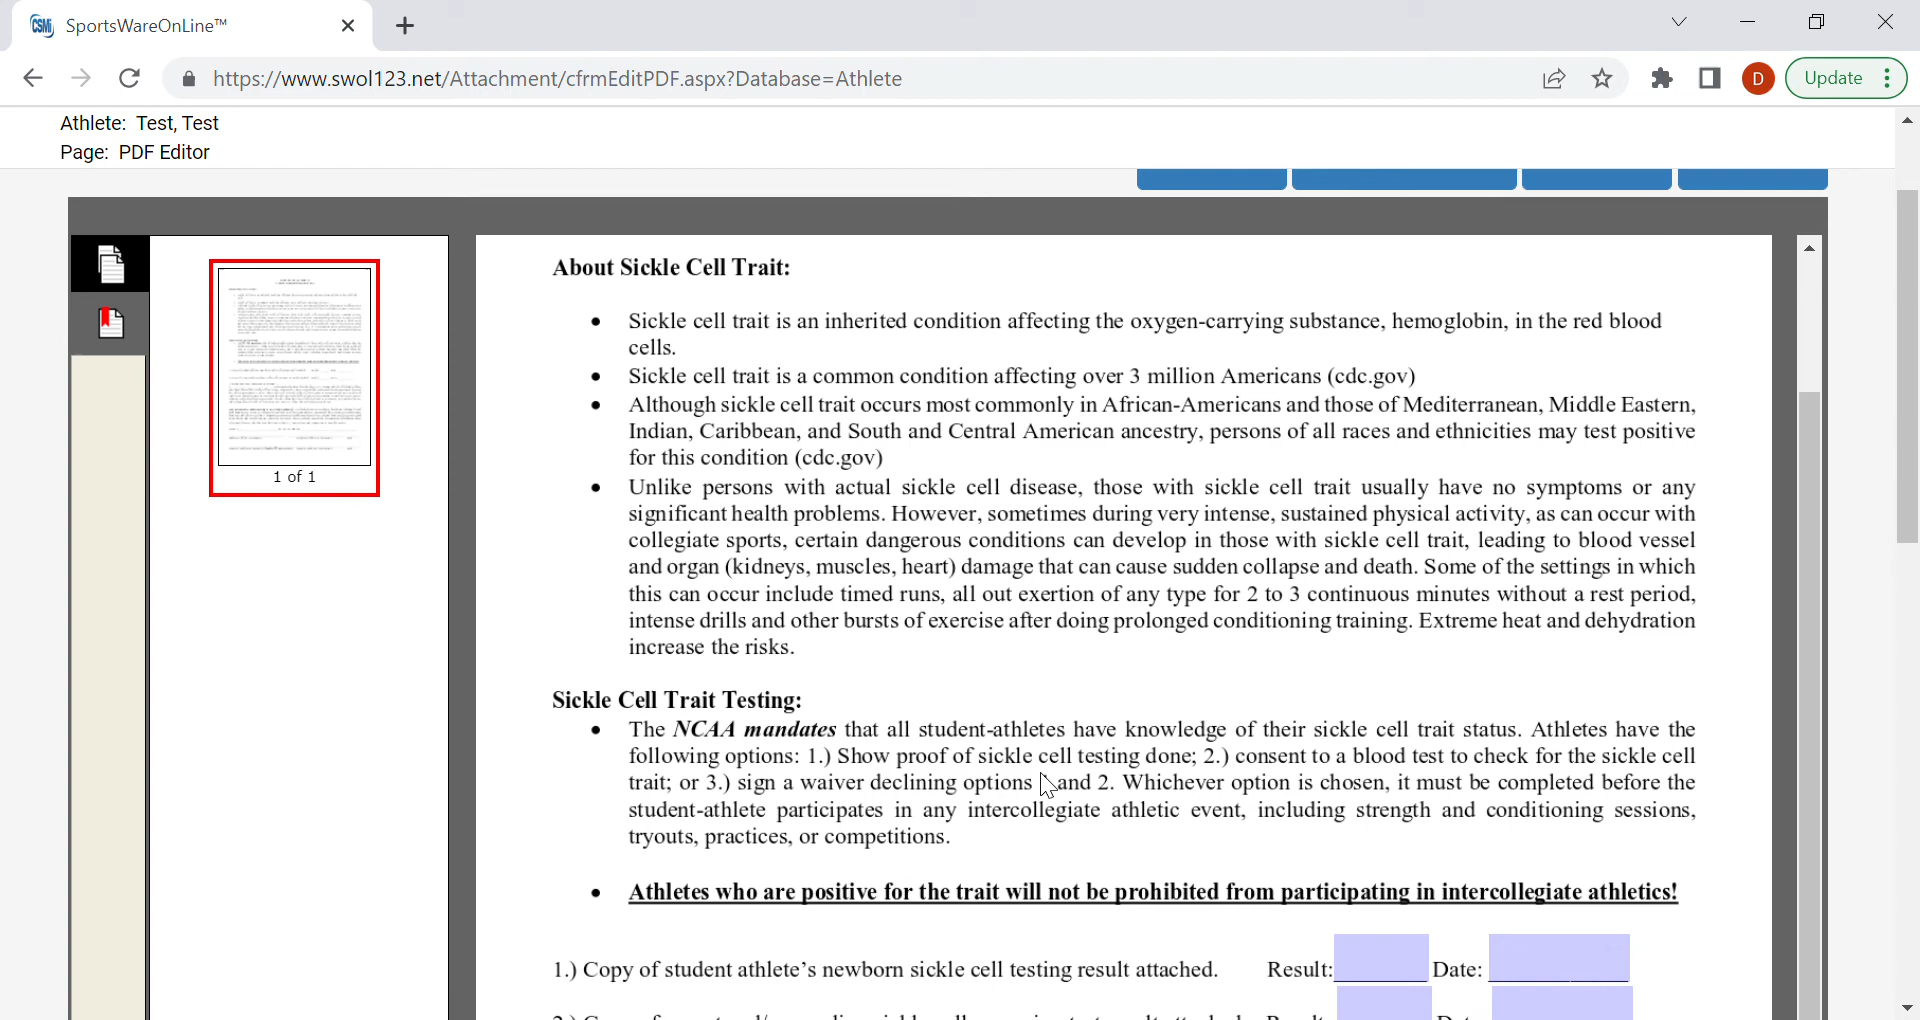 SportsWareOnLine™
https://www.swol123.net/Attachment/cfrmEditPDF.aspx?Database=Athlete
D
Update
Athlete: Test, Test
Page: PDF Editor
1 of 1
About Sickle Cell Trait:
• Sickle cell trait is an inherited condition affecting the oxygen-carrying substance, hemoglobin, in the red blood
cells.
• Sickle cell trait is a common condition affecting over 3 million Americans (cdc.gov)
• Although sickle cell trait occurs most commonly in African-Americans and those of Mediterranean, Middle Eastern,
Indian, Caribbean, and South and Central American ancestry, persons of all races and ethnicities may test positive
for this condition (cdc.gov)
• Unlike persons with actual sickle cell disease, those with sickle cell trait usually have no symptoms or any
significant health problems. However, sometimes during very intense, sustained physical activity, as can occur with
collegiate sports, certain dangerous conditions can develop in those with sickle cell trait, leading to blood vessel
and organ (kidneys, muscles, heart) damage that can cause sudden collapse and death. Some of the settings in which
this can occur include timed runs, all out exertion of any type for 2 to 3 continuous minutes without a rest period,
intense drills and other bursts of exercise after doing prolonged conditioning training. Extreme heat and dehydration
increase the risks.
Sickle Cell Trait Testing:
• The NCAA mandates that all student-athletes have knowledge of their sickle cell trait status. Athletes have the
following options: 1.) Show proof of sickle cell testing done; 2.) consent to a blood test to check for the sickle cell
trait; or 3.) sign a waiver declining options and 2. Whichever option is chosen, it must be completed before the
student-athlete participates in any intercollegiate athletic event, including strength and conditioning sessions,
tryouts, practices, or competitions.
• Athletes who are positive for the trait will not be prohibited from participating in intercollegiate athletics!
1.) Copy of student athlete’s newborn sickle cell testing result attached. Result: Date: